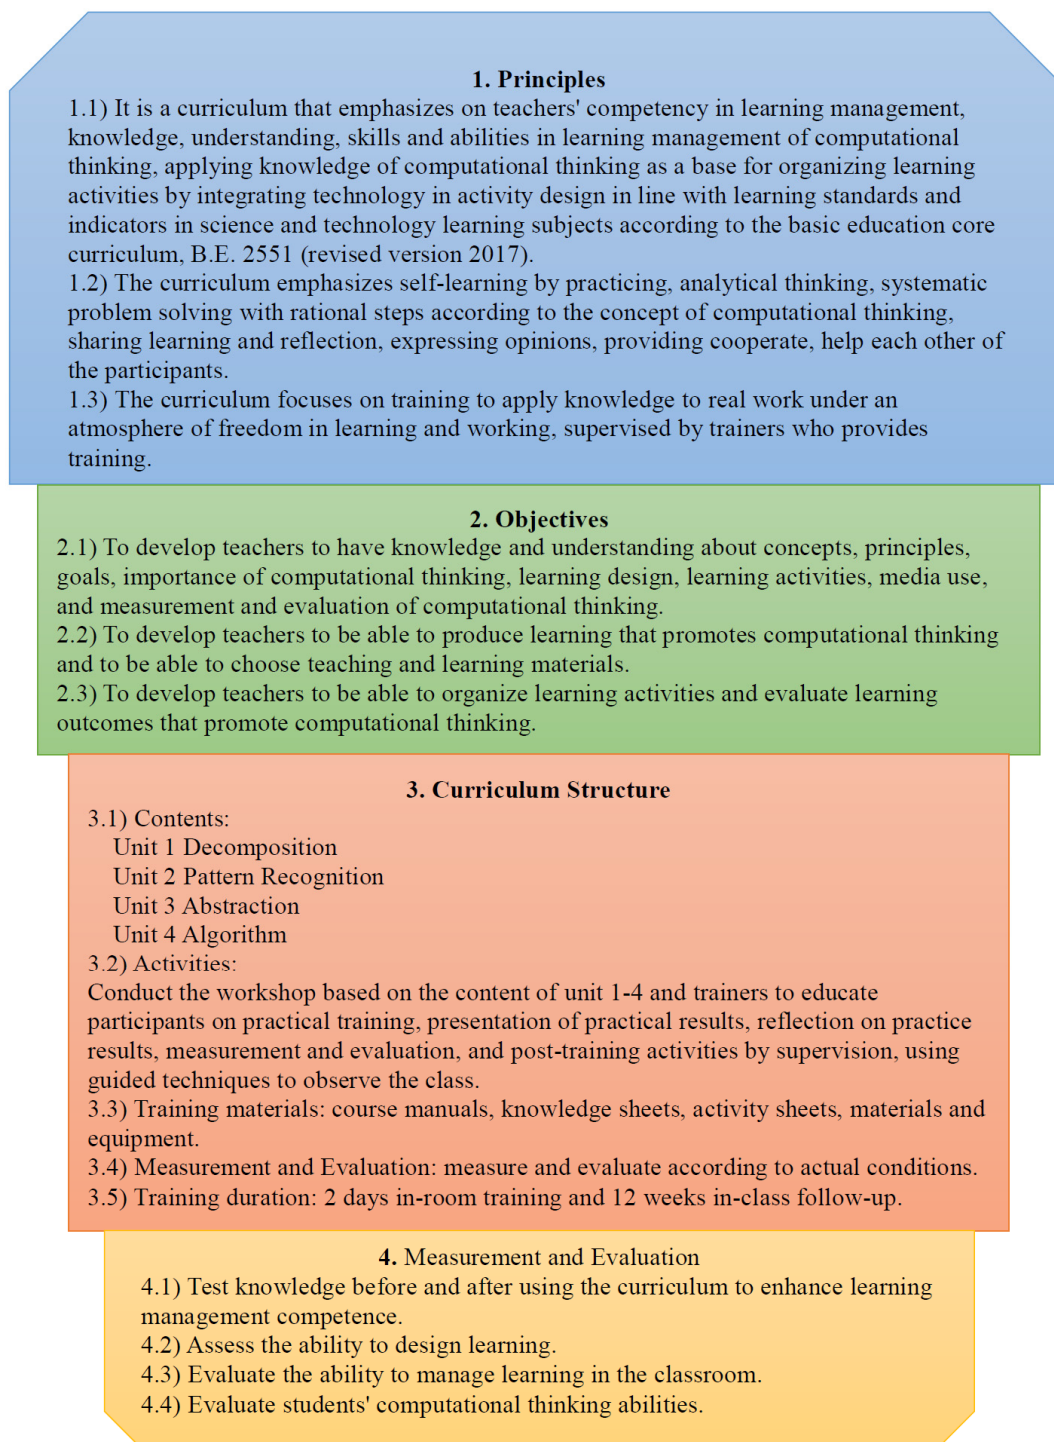 1. Principles
1.1) It is a curriculum that emphasizes on teachers' competency in learning management,
knowledge, understanding, skills and abilities in learning management of computational
thinking, applying knowledge of computational thinking as a base for organizing learning
activities by integrating technology in activity design in line with learning standards and
indicators in science and technology learning subjects according to the basic education core
curriculum, B.E. 2551 (revised version 2017).
1.2) The curriculum emphasizes self-learning by practicing, analytical thinking, systematic
problem solving with rational steps according to the concept of computational thinking,
sharing learning and reflection, expressing opinions, providing cooperate, help each other of
the participants.
1.3) The curriculum focuses on training to apply knowledge to real work under an
atmosphere of freedom in learning and working, supervised by trainers who provides
training.
2. Objectives
2.1) To develop teachers to have knowledge and understanding about concepts, principles,
goals, importance of computational thinking, learning design, learning activities, media use,
and measurement and evaluation of computational thinking.
2.2) To develop teachers to be able to produce learning that promotes computational thinking
and to be able to choose teaching and learning materials.
2.3) To develop teachers to be able to organize learning activities and evaluate learning
outcomes that promote computational thinking.
3. Curriculum Structure
3.1) Contents:
Unit 1 Decomposition
Unit 2 Pattern Recognition
Unit 3 Abstraction
Unit 4 Algorithm
3.2) Activities:
Conduct the workshop based on the content of unit 1-4 and trainers to educate
participants on practical training, presentation of practical results, reflection on practice
results, measurement and evaluation, and post-training activities by supervision, using
guided techniques to observe the class.
3.3) Training materials: course manuals, knowledge sheets, activity sheets, materials and
equipment.
3.4) Measurement and Evaluation: measure and evaluate according to actual conditions.
3.5) Training duration: 2 days in-room training and 12 weeks in-class follow-up.
4. Measurement and Evaluation
4.1) Test knowledge before and after using the curriculum to enhance learning
management competence.
4.2) Assess the ability to design learning.
4.3) Evaluate the ability to manage learning in the classroom.
4.4) Evaluate students' computational thinking abilities.